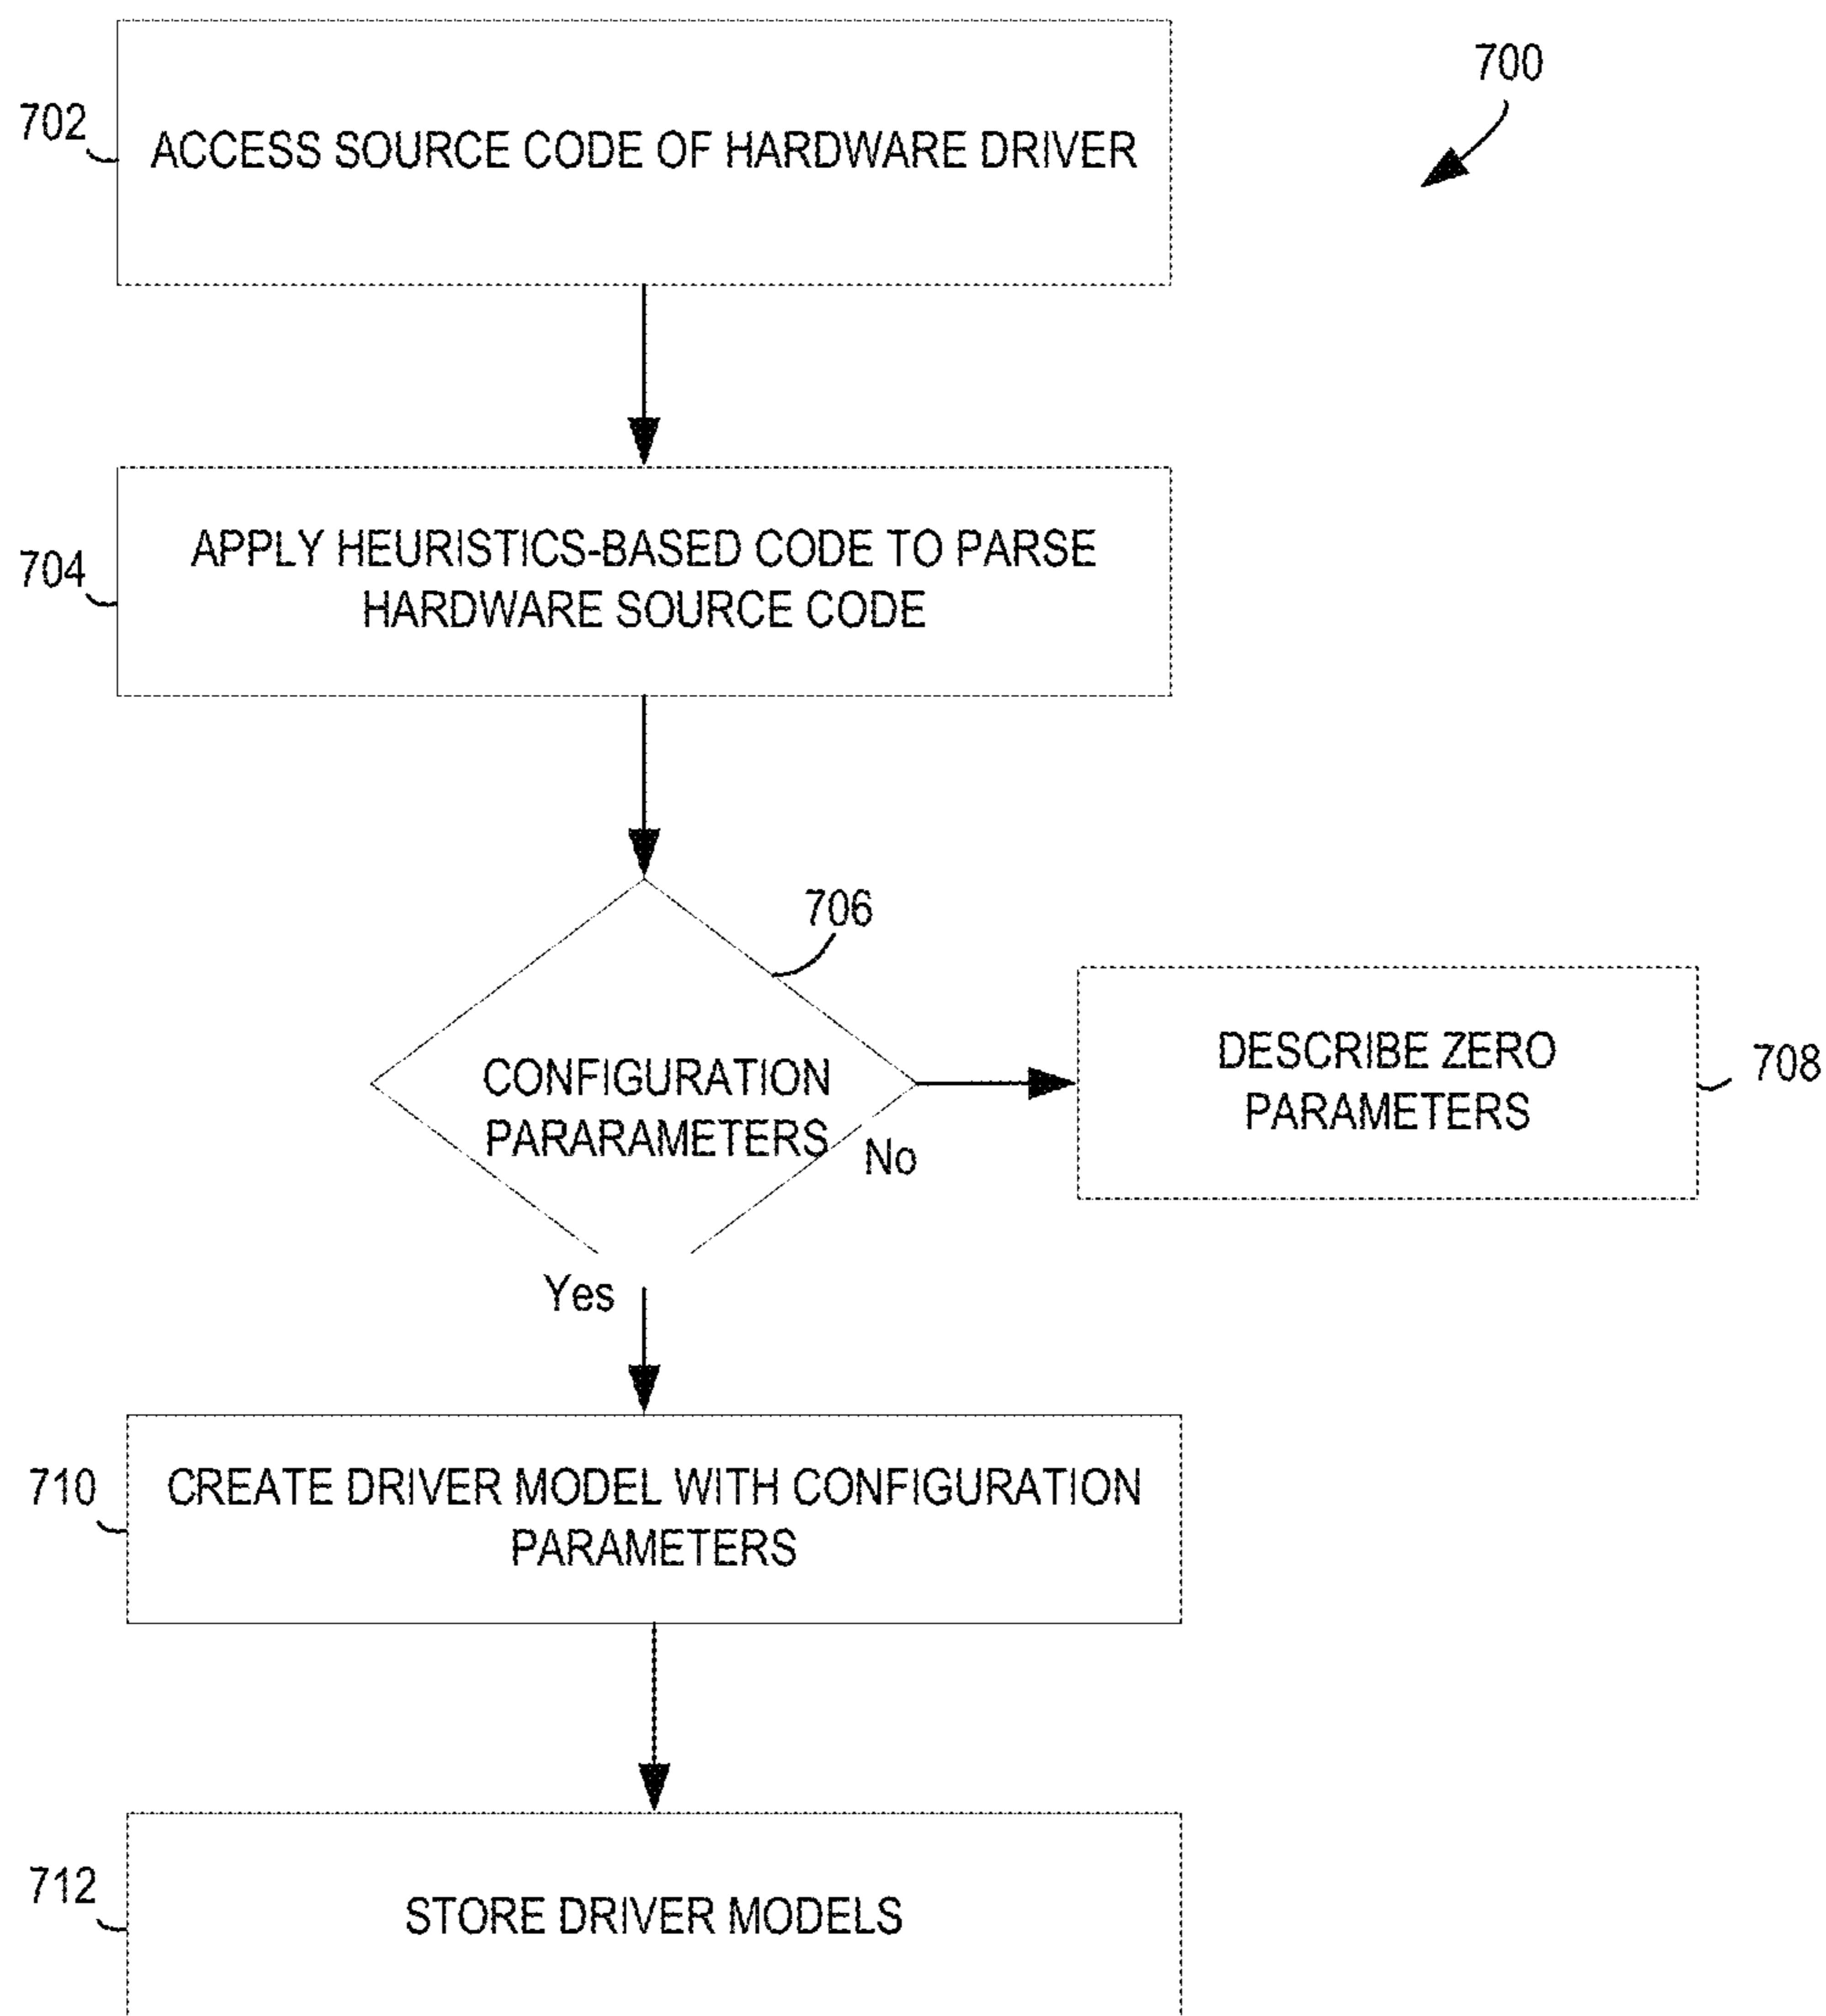 700
702
ACCESS SOURCE CODE OF HARDWARE DRIVER
704
APPLY HEURISTICS-BASED CODE TO PARSE
HARDWARE SOURCE CODE
706
CONFIGURATION
PARARAMETERS
No
DESCRIBE ZERO
PARAMETERS
708
Yes
710
CREATE DRIVER MODEL WITH CONFIGURATION
PARAMETERS
712
STORE DRIVER MODELS